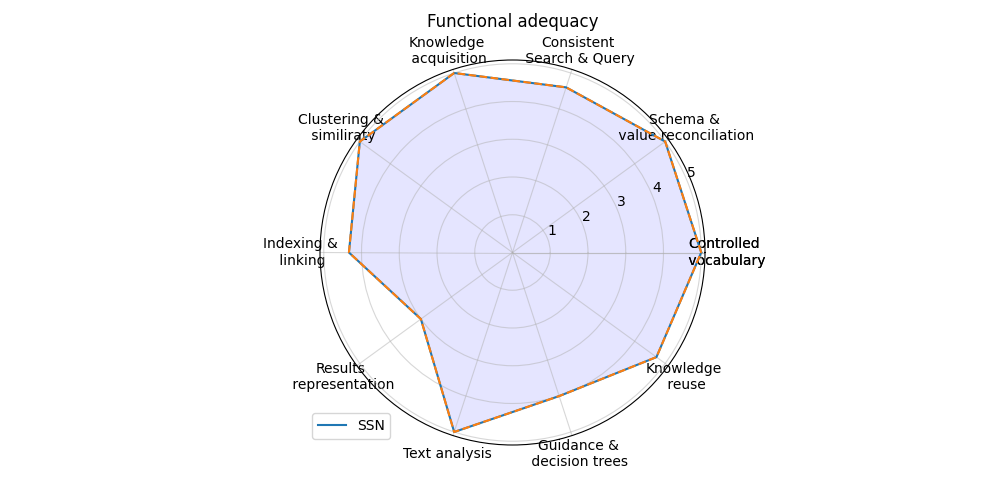 Functional adequacy
Knowledge
acquisition
Consistent
Search & Query
Clustering &
similiraty
Schema &
value reconciliation
5
4
3
2
1
Indexing &
linking
Controlled
vocabulary
Results
representation
Knowledge
reuse
SSN
Text analysis
Guidance &
decision trees